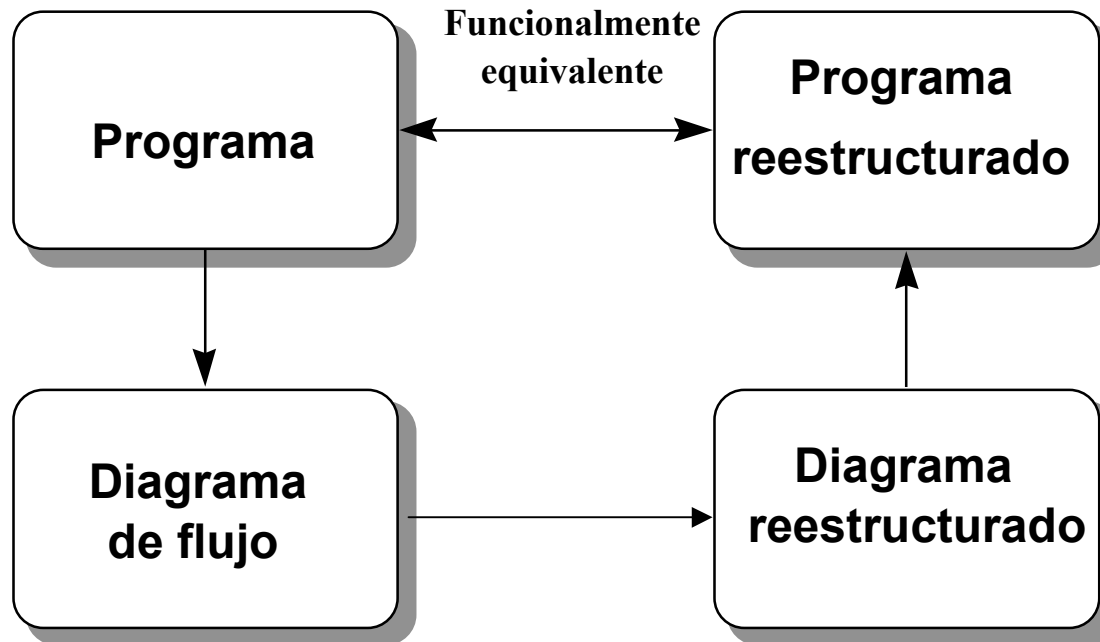 Programa
Funcionalmente
equivalente
Programa
reestructurado
Diagrama
de flujo
Diagrama
reestructurado